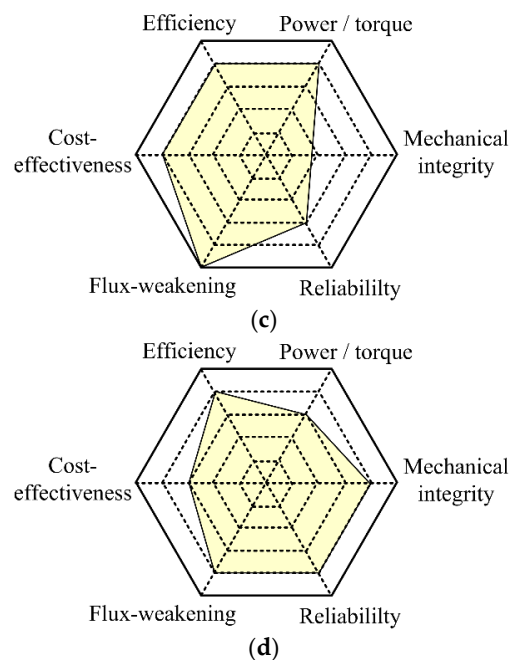 Efficiency Power / torque
Cost-
effectiveness
Mechanical
integrity
Flux-weakening Reliabililty
(c)
Efficiency Power / torque
Cost-
effectiveness
Mechanical
integrity
Flux-weakening Reliabililty
(d)